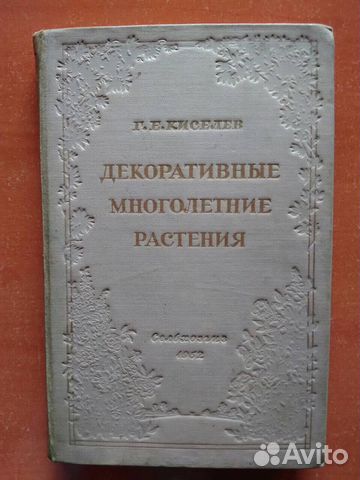 Г. Е. КИСЕЛЕВ
ДЕКОРАТИВНЫЕ
МНОГОЛЕТНИЕ
РАСТЕНИЯ
Сельхозгиз
1952
Avito